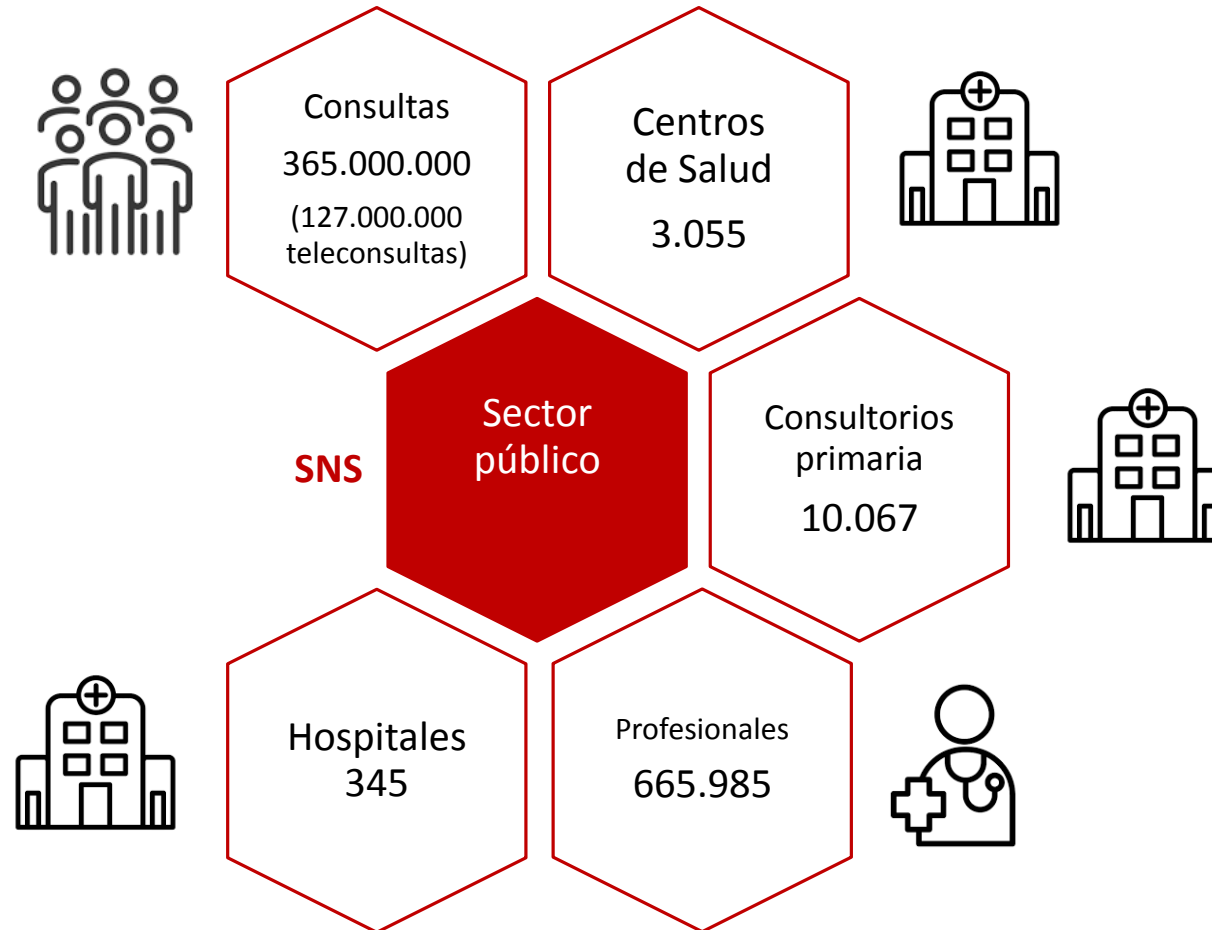 Consultas
365.000.000
(127.000.000
teleconsultas)
Centros
de Salud
3.055
SNS
Sector
público
Consultorios
primaria
10.067
Hospitales
345
Profesionales
665.985